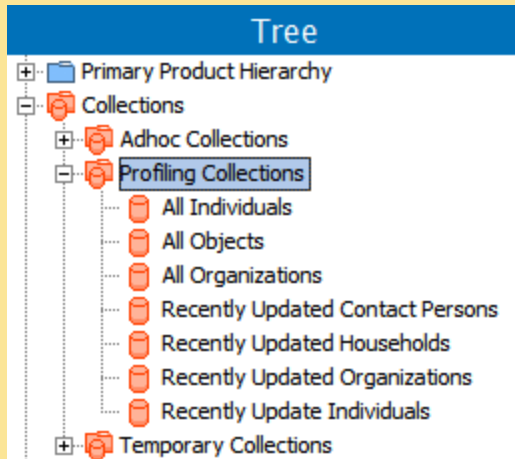 Tree
Primary Product Hierarchy
Collections
Adhoc Collections
Profiling Collections
All Individuals
All Objects
All Organizations
Recently Updated Contact Persons
Recently Updated Households
Recently Updated Organizations
Recently Update Individuals
Temporary Collections